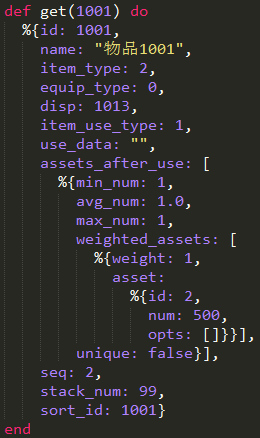 def get(1001) do
%{id: 1001,
name: "物品1001",
item_type: 2,
equip_type: 0,
disp: 1013,
item_use_type: 1,
use_data: "",
assets_after_use: [
%{min_num: 1,
avg_num: 1.0,
max_num: 1,
weighted_assets: [
%{weight: 1,
asset:
%{id: 2,
num: 500,
opts: []}}],
unique: false}],
seq: 2,
stack_num: 99,
sort_id: 1001}
end